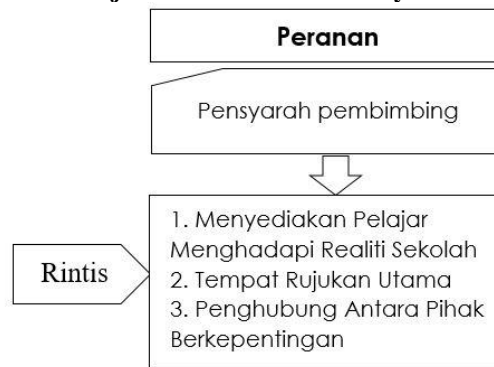 Peranan
Pensyarah pembimbing
1. Menyediakan Pelajar
Menghadapi Realiti Sekolah
2. Tempat Rujukan Utama
3. Penghubung Antara Pihak
Berkepentingan
Rintis